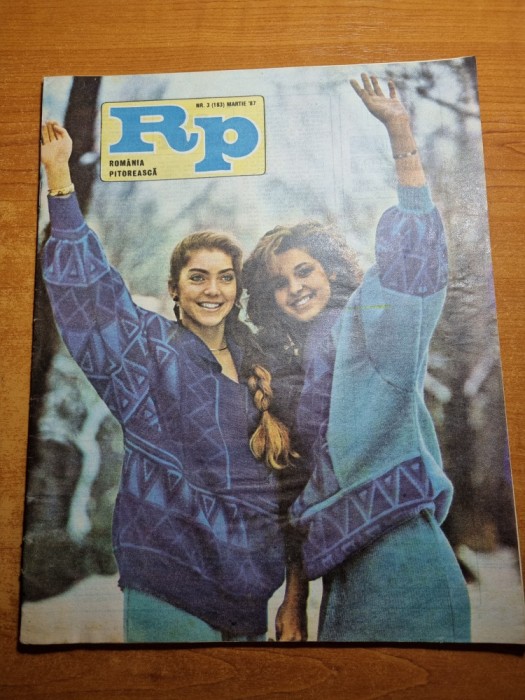 NR. 3 (183) MARTIE '87
Rp
ROMÂNIA
PITOREASCĂ